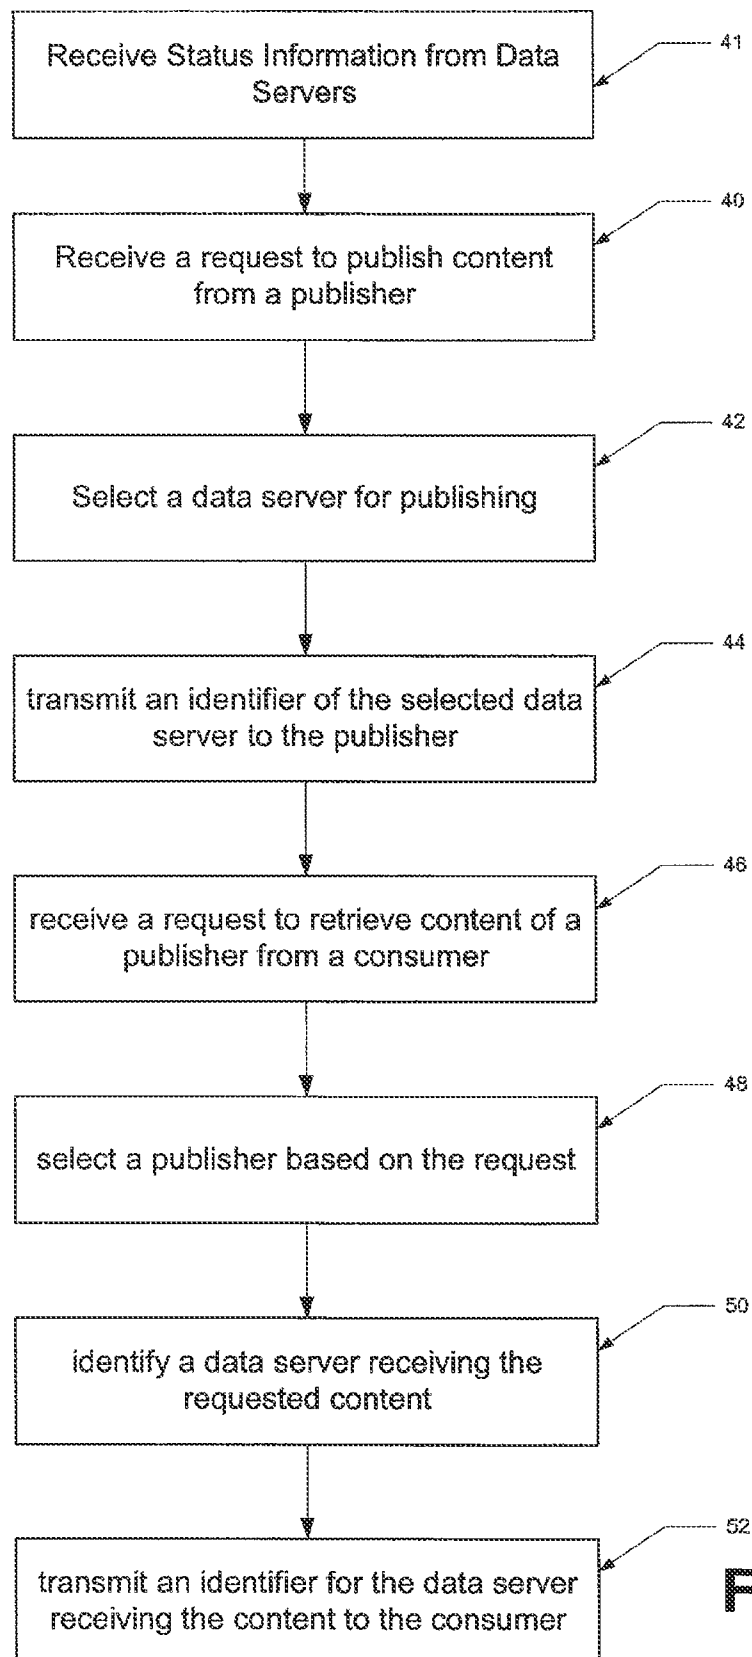 Receive Status Information from Data
Servers
41
Receive a request to publish content
from a publisher
40
Select a data server for publishing
42
transmit an identifier of the selected data
server to the publisher
44
receive a request to retrieve content of a
publisher from a consumer
46
select a publisher based on the request
48
identify a data server receiving the
requested content
50
transmit an identifier for the data server
receiving the content to the consumer
52
F